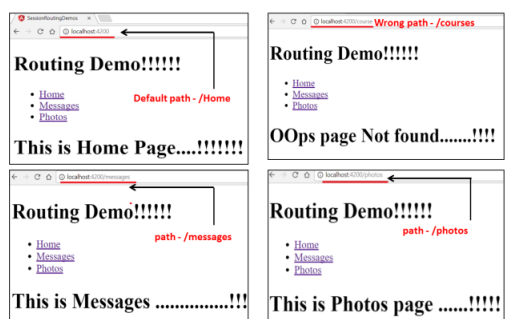 SessionRoutingDemos
localhost:4200
Routing Demo!!!!!!
Home
Messages
Photos
Default path - /Home
This is Home Page....!!!!!!!
localhost:4200/course
Wrong path - /courses
Routing Demo!!!!!!
Home
Messages
Photos
OOps page Not found.......!!!!
localhost:4200/messages
Routing Demo!!!!!!
path - /messages
Home
Messages
Photos
This is Messages ...............!!!
localhost:4200/photos
Routing Demo!!!!!!
path - /photos
Home
Messages
Photos
This is Photos page ......!!!!!